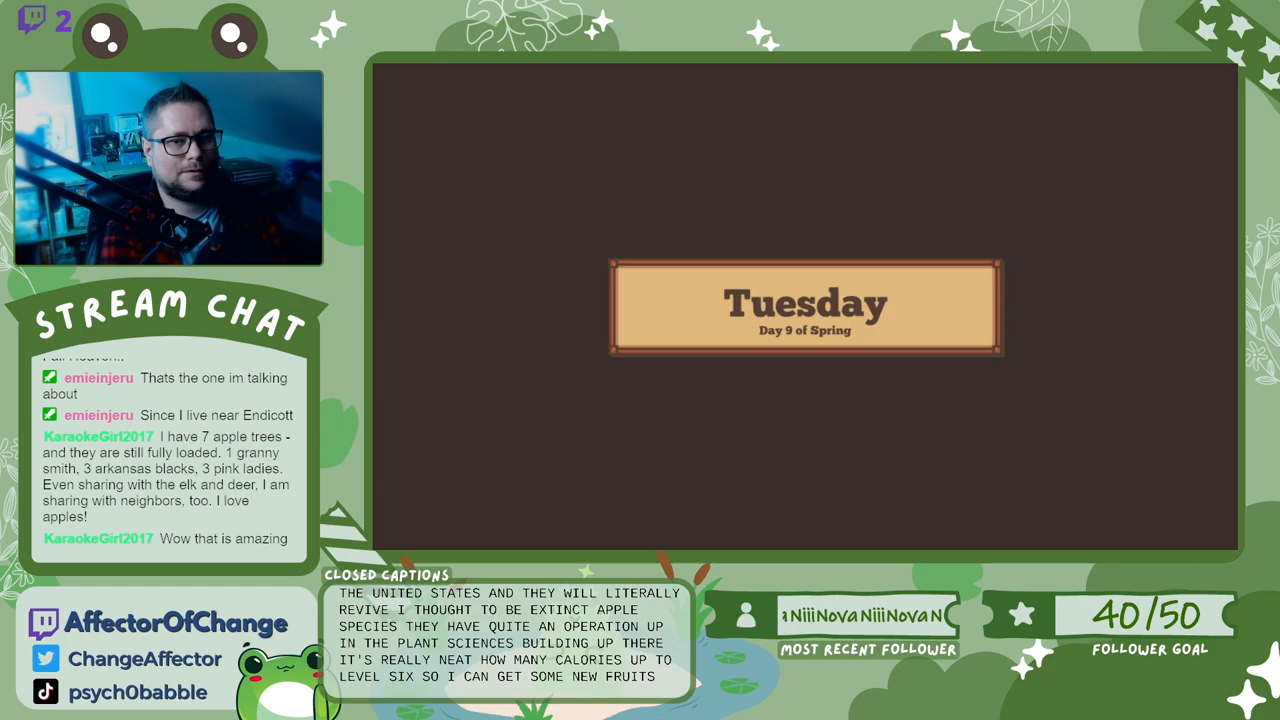 2
STREAM CHAT
emieinjeru Thats the one im talking
about
emieinjeru Since I live near Endicott
KaraokeGirl2017 I have 7 apple trees -
and they are still fully loaded. 1 granny
smith, 3 arkansas blacks, 3 pink ladies.
Even sharing with the elk and deer, I am
sharing with neighbors, too. I love
apples!
KaraokeGirl2017 Wow that is amazing
Tuesday
Day 9 of Spring
AffectorOfChange
ChangeAffector
psych0babble
CLOSED CAPTIONS
THE UNITED STATES AND THEY WILL LITERALLY
REVIVE I THOUGHT TO BE EXTINCT APPLE
SPECIES THEY HAVE QUITE AN OPERATION UP
IN THE PLANT SCIENCES BUILDING UP THERE
IT'S REALLY NEAT HOW MANY CALORIES UP TO
LEVEL SIX SO I CAN GET SOME NEW FRUITS
NiiiNova NiiiNova N
MOST RECENT FOLLOWER
40/50
FOLLOWER GOAL